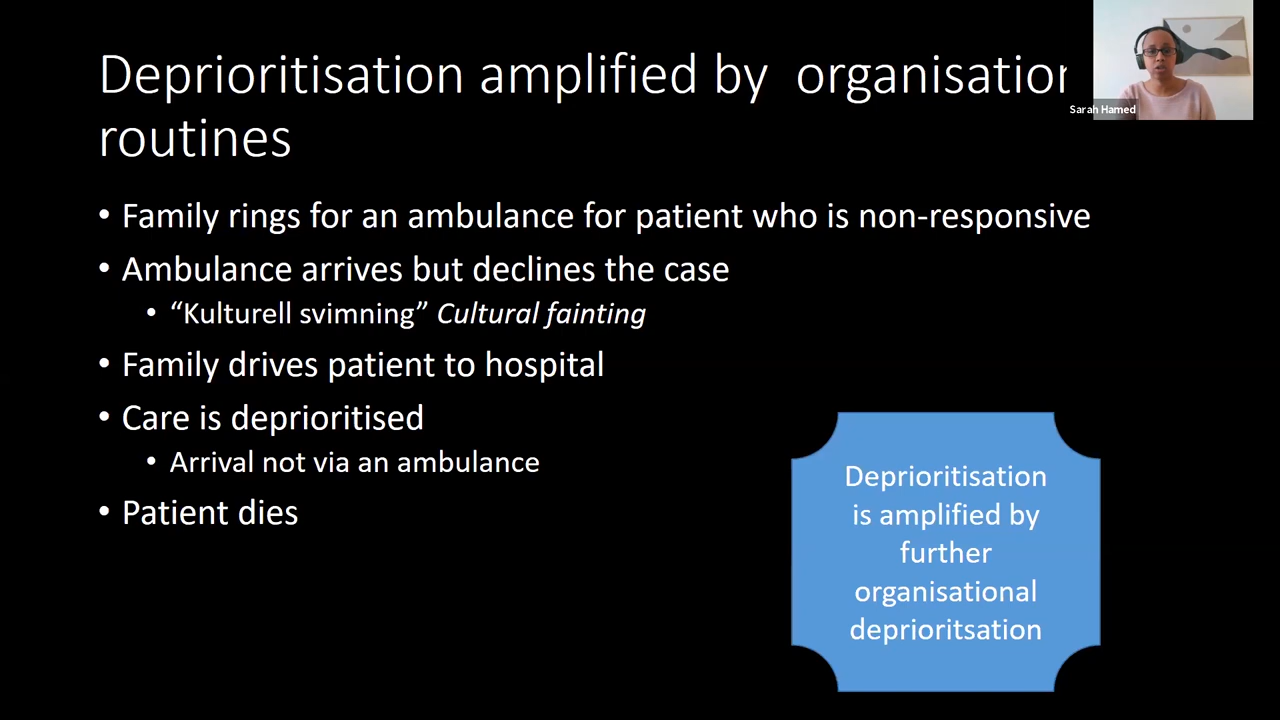 Deprioritisation amplified by organisation
routines
Sarah Hamed
• Family rings for an ambulance for patient who is non-responsive
• Ambulance arrives but declines the case
• “Kulturell svimning” Cultural fainting
• Family drives patient to hospital
• Care is deprioritised
• Arrival not via an ambulance
• Patient dies
Deprioritisation
is amplified by
further
organisational
deprioritsation